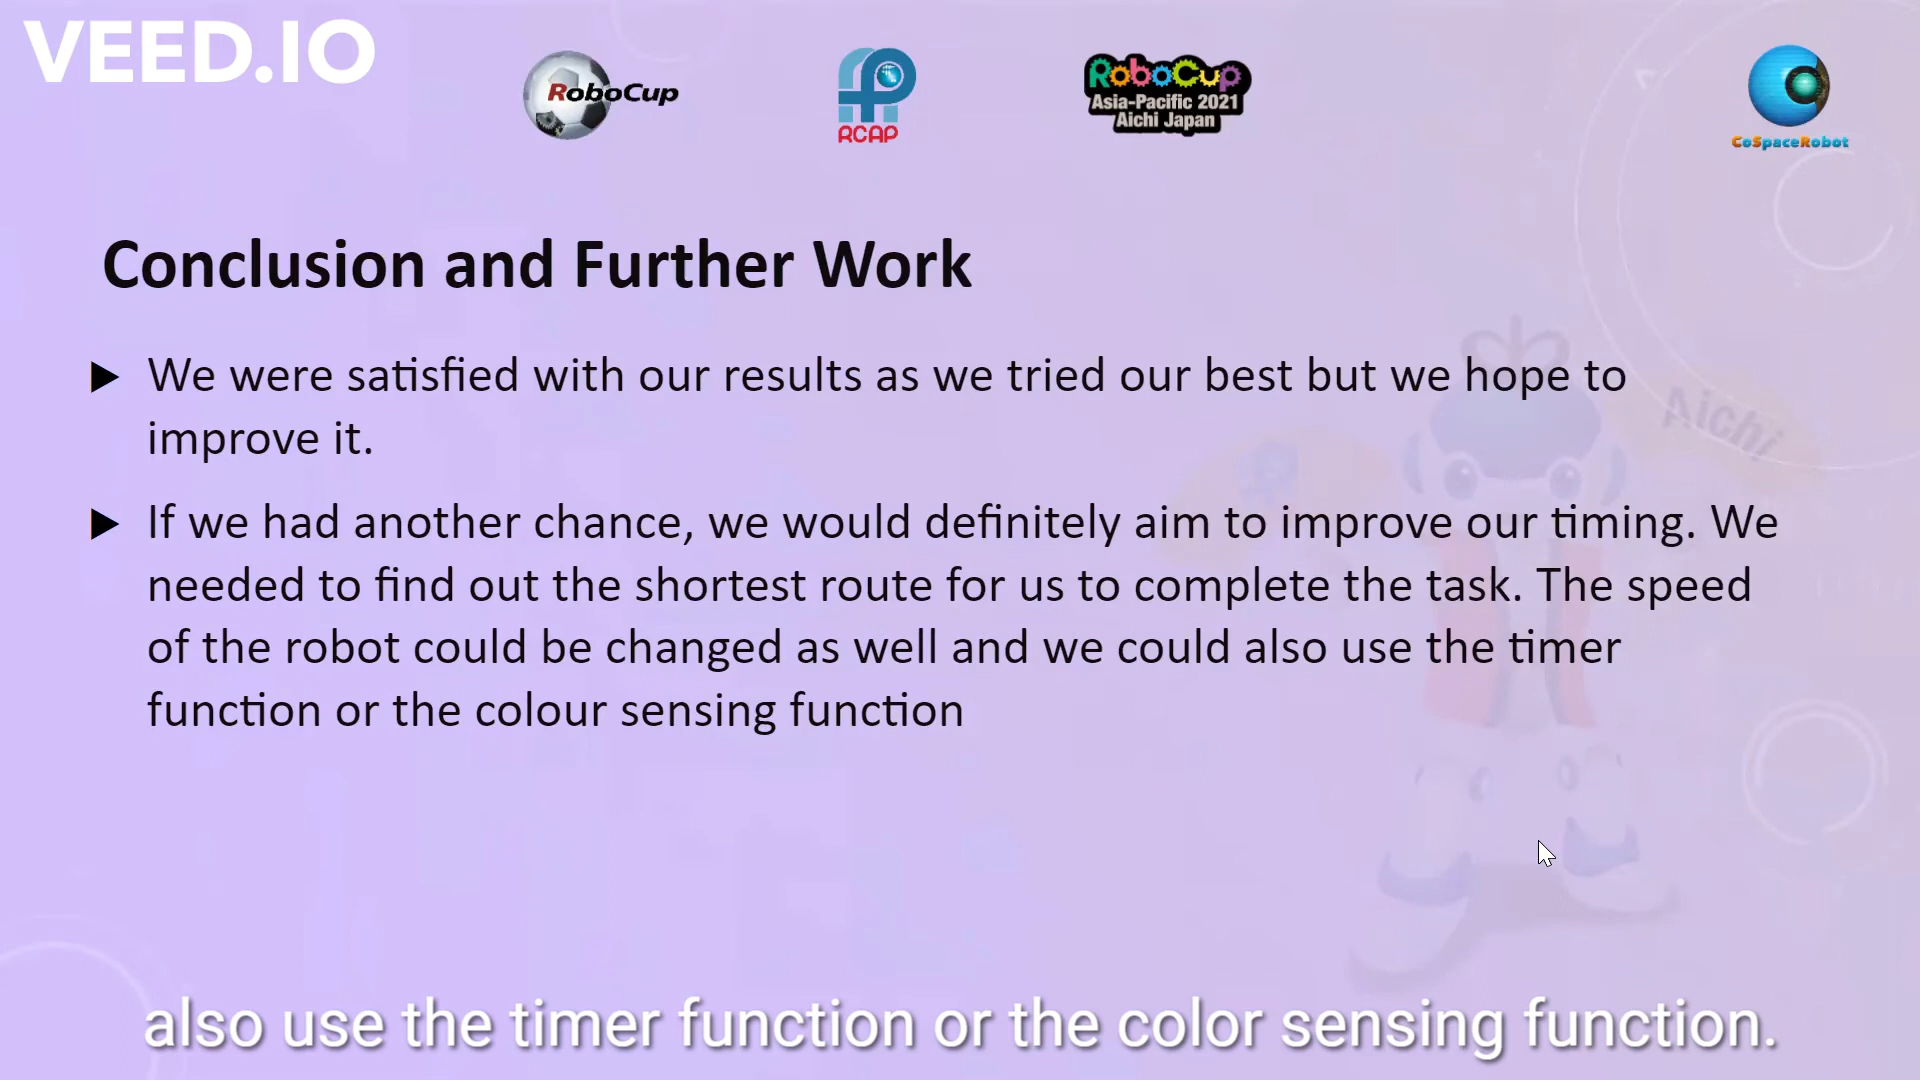 VEED.IO
RoboCup
RCAP
RoboCup
Asia-Pacific 2021
Aichi Japan
CoSpaceRobot
Conclusion and Further Work
We were satisfied with our results as we tried our best but we hope to
improve it.
Aichi
If we had another chance, we would definitely aim to improve our timing. We
needed to find out the shortest route for us to complete the task. The speed
of the robot could be changed as well and we could also use the timer
function or the colour sensing function
also use the timer function or the color sensing function.